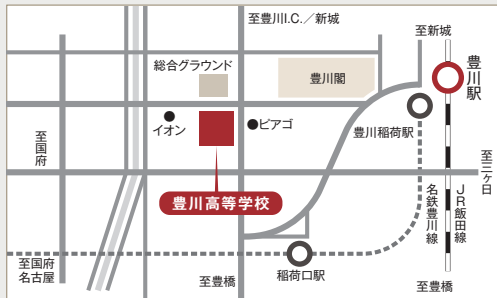 至豊川I.C.／新城
至新城
総合グラウンド
豊川閣
豊川駅
イオン
ピアゴ
豊川稲荷駅
至国府
至三ヶ日
豊川高等学校
名鉄豊川線
JR飯田線
至国府
名古屋
至豊橋
稲荷口駅
至豊橋